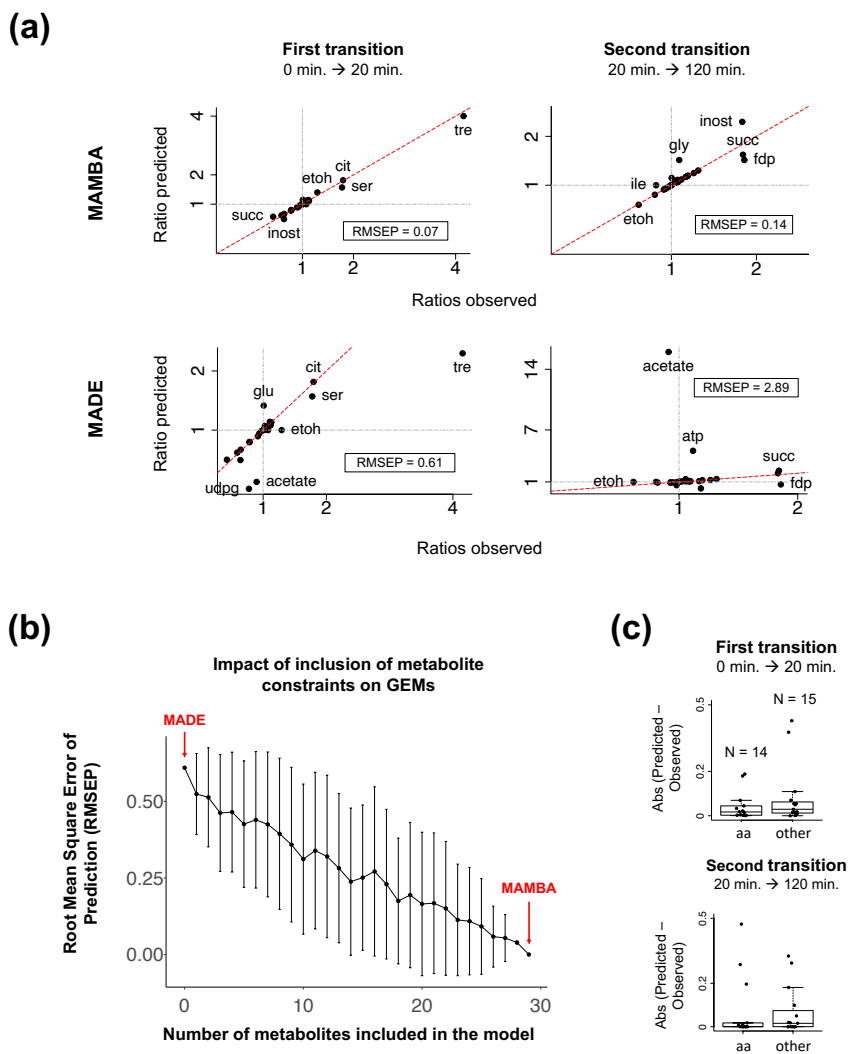 (a)
First transition
0 min. → 20 min.
Second transition
20 min. → 120 min.
MAMBA
Ratio predicted
4
2
1
tre
cit
etoh
ser
succ
inost
RMSEP = 0.07
1
2
4
2
1
inost
succ
gly
fdp
ile
etoh
RMSEP = 0.14
1
2
Ratios observed
MADE
Ratio predicted
2
1
cit
tre
glu
ser
etoh
RMSEP = 0.61
acetate
udpg
1
2
4
14
7
1
acetate
RMSEP = 2.89
atp
succ
etoh
fdp
1
2
Ratios observed
(b)
Impact of inclusion of metabolite
constraints on GEMs
MADE
MAMBA
Root Mean Square Error of
Prediction (RMSEP)
0.50
0.25
0.00
0
10
20
30
Number of metabolites included in the model
(c)
First transition
0 min. → 20 min.
Abs (Predicted –
Observed)
0.5
0.2
0
N = 15
N = 14
aa
other
Second transition
20 min. → 120 min.
Abs (Predicted –
Observed)
0.5
0.2
0
aa
other